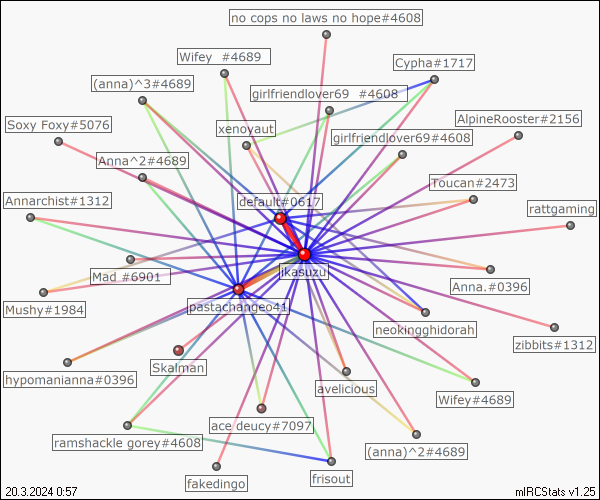 no cops no laws no hope#4608
Wifey  #4689
Cypha#1717
(anna)^3#4689
girlfriendlover69  #4608
AlpineRooster#2156
Soxy Foxy#5076
xenoyaut
girlfriendlover69#4608
Anna^2#4689
Toucan#2473
Annarchist#1312
default#0617
rattgaming
jikasuzu
Mad #6901
Anna.#0396
Mushy#1984
pastachangeo41
neokingghidorah
zibbits#1312
Skalman
hypomanianna#0396
avelicious
Wifey#4689
ace deucy#7097
ramshackle gorey#4608
(anna)^2#4689
fakedingo
frisout
20.3.2024 0:57
mIRCStats v1.25